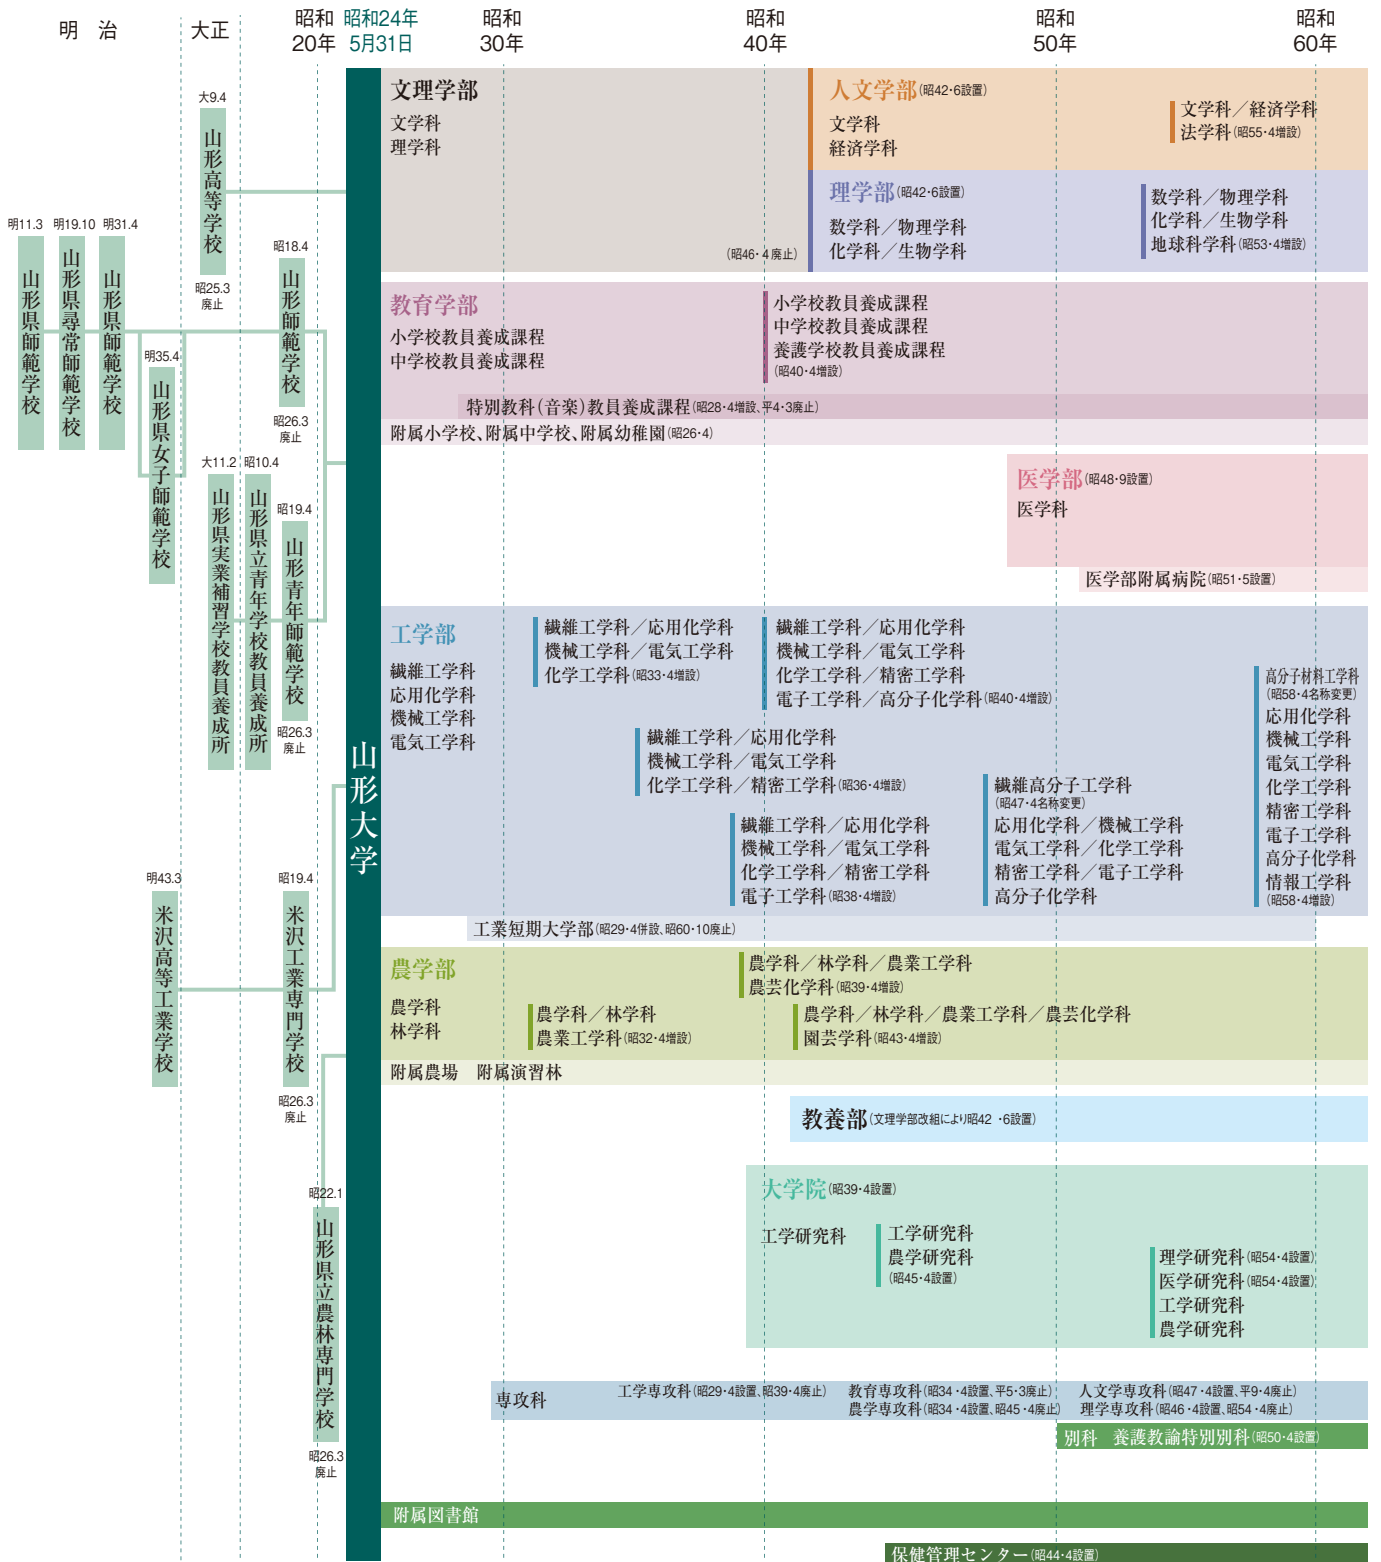 明 治
大正
昭和
20年
昭和24年
5月31日
昭和
30年
昭和
40年
昭和
50年
昭和
60年
大9.4
山形高等学校
昭25.3
廃止
明11.3
山形県師範学校
明19.10
山形県尋常師範学校
明31.4
山形県師範学校
明35.4
山形県女子師範学校
昭18.4
山形師範学校
昭26.3
廃止
大11.2
山形県実業補習学校教員養成所
昭10.4
山形県立青年学校教員養成所
昭19.4
山形青年師範学校
昭26.3
廃止
明43.3
米沢高等工業学校
昭19.4
米沢工業専門学校
昭26.3
廃止
昭22.1
山形県立農林専門学校
昭26.3
廃止
山形大学
文理学部
文学科
理学科
(昭46・4廃止)
人文学部(昭42・6設置)
文学科
経済学科
文学科/経済学科
法学科(昭55・4増設)
理学部(昭42・6設置)
数学科/物理学科
化学科/生物学科
数学科/物理学科
化学科/生物学科
地球科学科(昭53・4増設)
教育学部
小学校教員養成課程
中学校教員養成課程
小学校教員養成課程
中学校教員養成課程
養護学校教員養成課程
(昭40・4増設)
特別教科(音楽)教員養成課程(昭28・4増設、平4・3廃止)
附属小学校、附属中学校、附属幼稚園(昭26・4)
医学部(昭48・9設置)
医学科
医学部附属病院(昭51・5設置)
工学部
繊維工学科
応用化学科
機械工学科
電気工学科
繊維工学科/応用化学科
機械工学科/電気工学科
化学工学科(昭33・4増設)
繊維工学科/応用化学科
機械工学科/電気工学科
化学工学科/精密工学科(昭36・4増設)
繊維工学科/応用化学科
機械工学科/電気工学科
化学工学科/精密工学科
電子工学科(昭38・4増設)
繊維工学科/応用化学科
機械工学科/電気工学科
化学工学科/精密工学科
電子工学科/高分子化学科(昭40・4増設)
繊維高分子工学科
(昭47・4名称変更)
応用化学科/機械工学科
電気工学科/化学工学科
精密工学科/電子工学科
高分子化学科
高分子材料工学科
(昭58・4名称変更)
応用化学科
機械工学科
電気工学科
化学工学科
精密工学科
電子工学科
高分子化学科
情報工学科
(昭58・4増設)
工業短期大学部(昭29・4併設、昭60・10廃止)
農学部
農学科
林学科
農学科/林学科
農業工学科(昭32・4増設)
農学科/林学科/農業工学科
農芸化学科(昭39・4増設)
農学科/林学科/農業工学科/農芸化学科
園芸学科(昭43・4増設)
附属農場 附属演習林
教養部(文理学部改組により昭42・6設置)
大学院(昭39・4設置)
工学研究科
工学研究科
農学研究科
(昭45・4設置)
理学研究科(昭54・4設置)
医学研究科(昭54・4設置)
工学研究科
農学研究科
専攻科
工学専攻科(昭29・4設置、昭39・4廃止)
教育専攻科(昭34・4設置、平5・3廃止)
人文学専攻科(昭47・4設置、平9・4廃止)
農学専攻科(昭34・4設置、昭45・4廃止)
理学専攻科(昭46・4設置、昭54・4廃止)
別科 養護教諭特別別科(昭50・4設置)
附属図書館
保健管理センター(昭44・4設置)